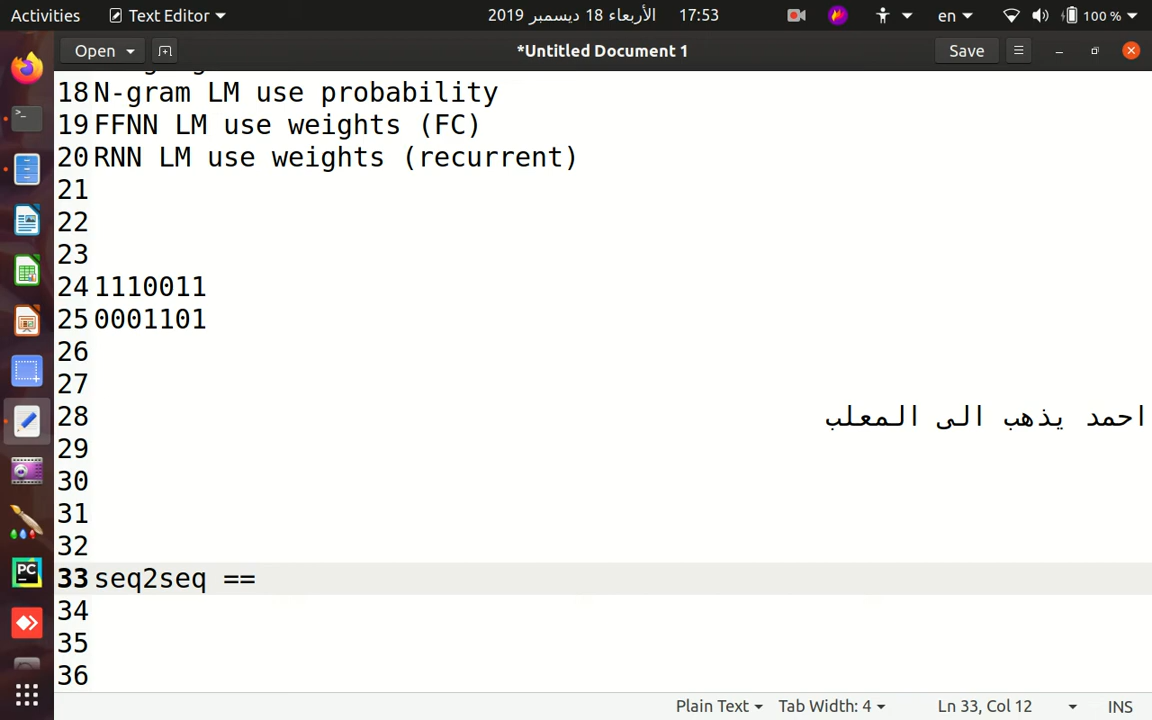 Activities
Text Editor
الأربعاء 18 ديسمبر 2019
17:53
en
100 %
Open
*Untitled Document 1
Save
18 N-gram LM use probability
19 FFNN LM use weights (FC)
20 RNN LM use weights (recurrent)
21
22
23
24 1110011
25 0001101
26
27
28 احمد يذهب الى المعلب
29
30
31
32
33 seq2seq ==
34
35
36
PC
Plain Text
Tab Width: 4
Ln 33, Col 12
INS